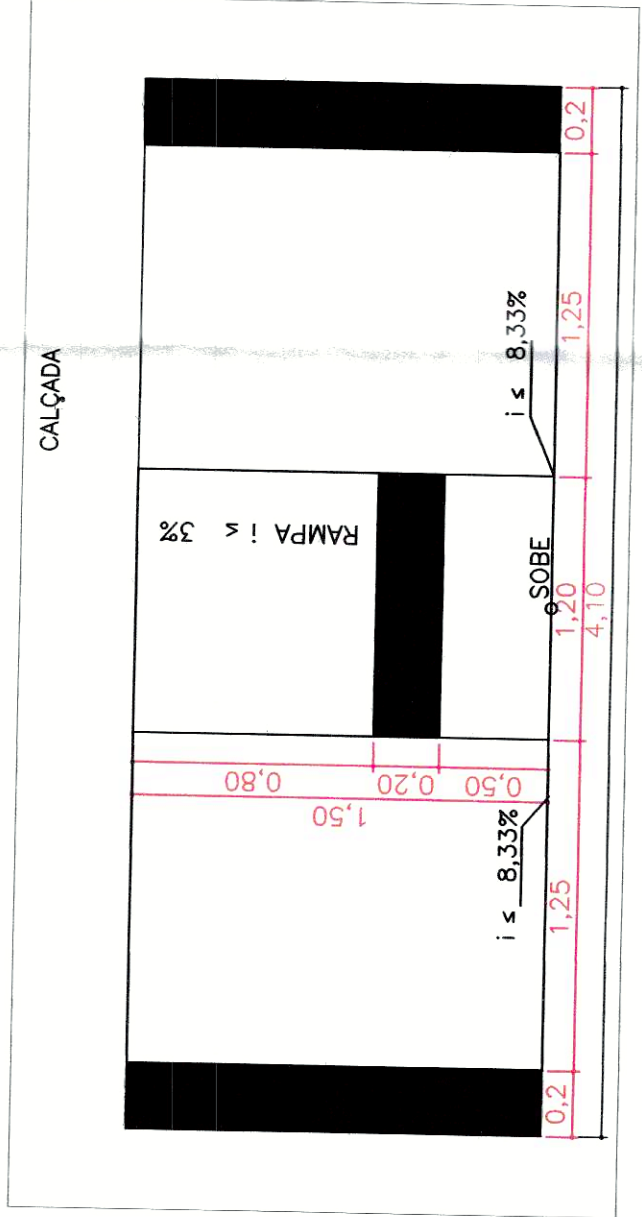 CALÇADA
RAMPA i ≤ 3%
SOBE
i ≤ 8,33%
i ≤ 8,33%
0,80
0,20
0,50
1,50
0,2
1,25
1,20
1,25
0,2
4,10